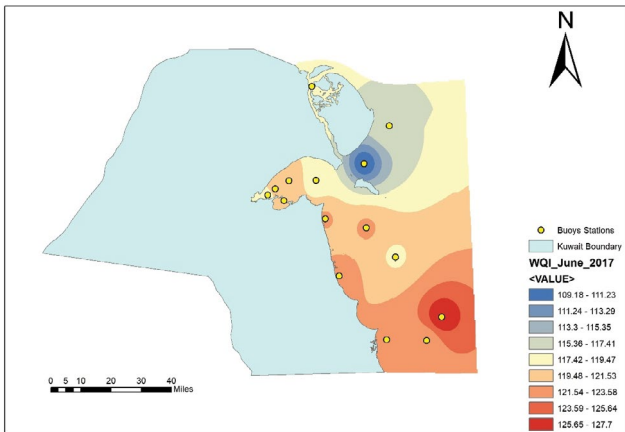 N
Buoys Stations
Kuwait Boundary
WQI_June_2017
<VALUE>
109.18 - 111.23
111.24 - 113.29
113.3 - 115.35
115.36 - 117.41
117.42 - 119.47
119.48 - 121.53
121.54 - 123.58
123.59 - 125.64
125.65 - 127.7
0 5 10 20 30 40
Miles